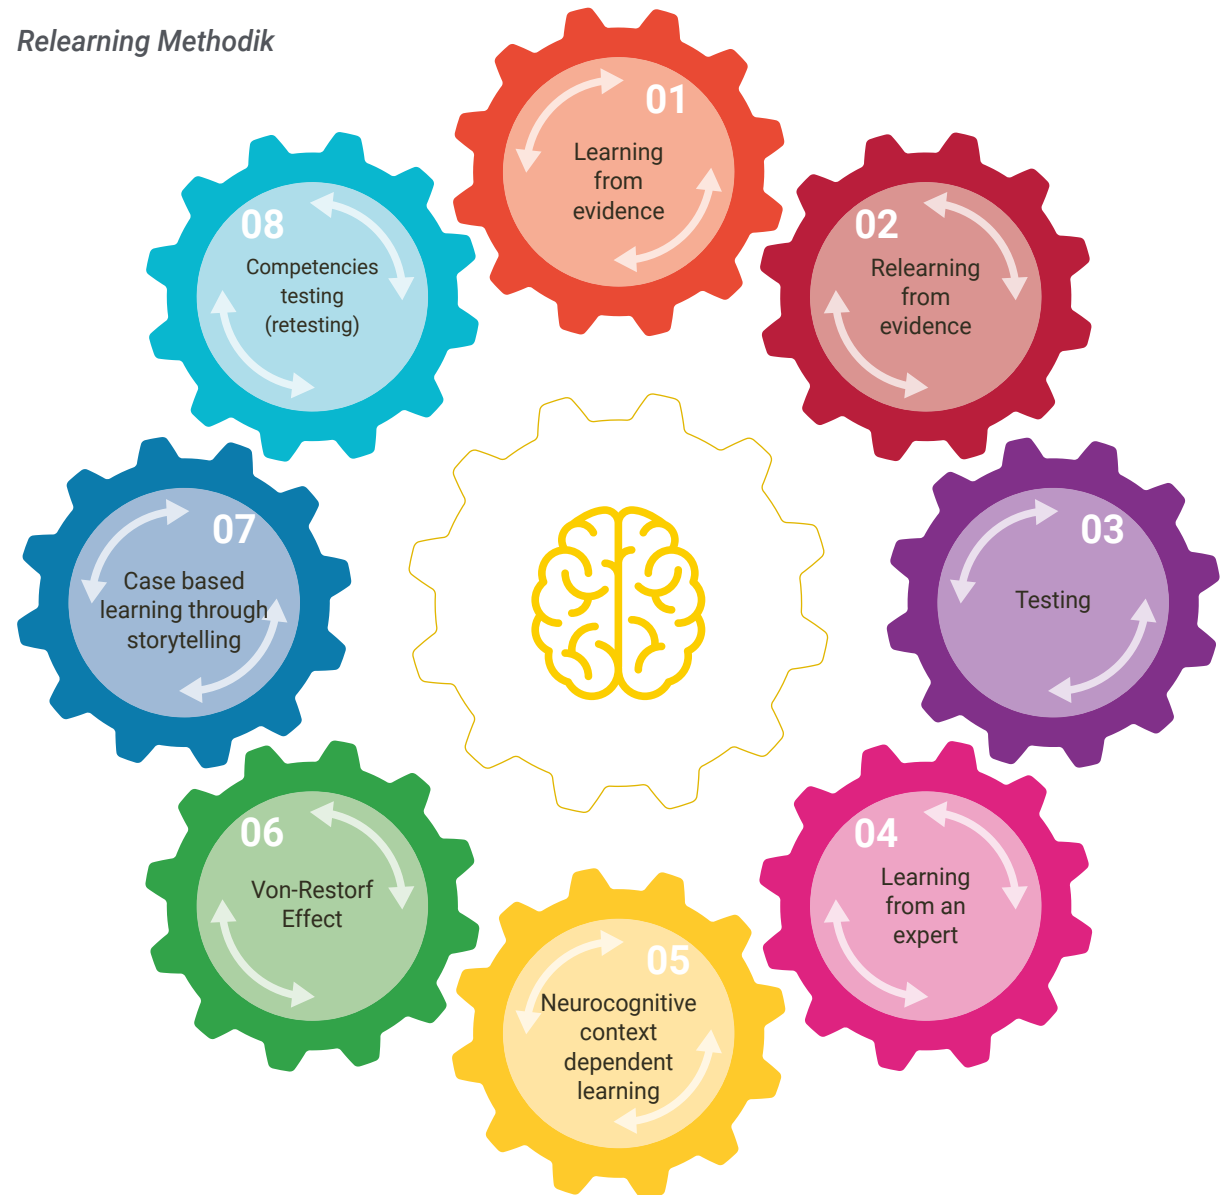 Relearning Methodik
01
Learning
from
evidence
02
Relearning
from
evidence
03
Testing
04
Learning
from an
expert
05
Neurocognitive
context
dependent
learning
06
Von-Restorf
Effect
07
Case based
learning through
storytelling
08
Competencies
testing
(retesting)